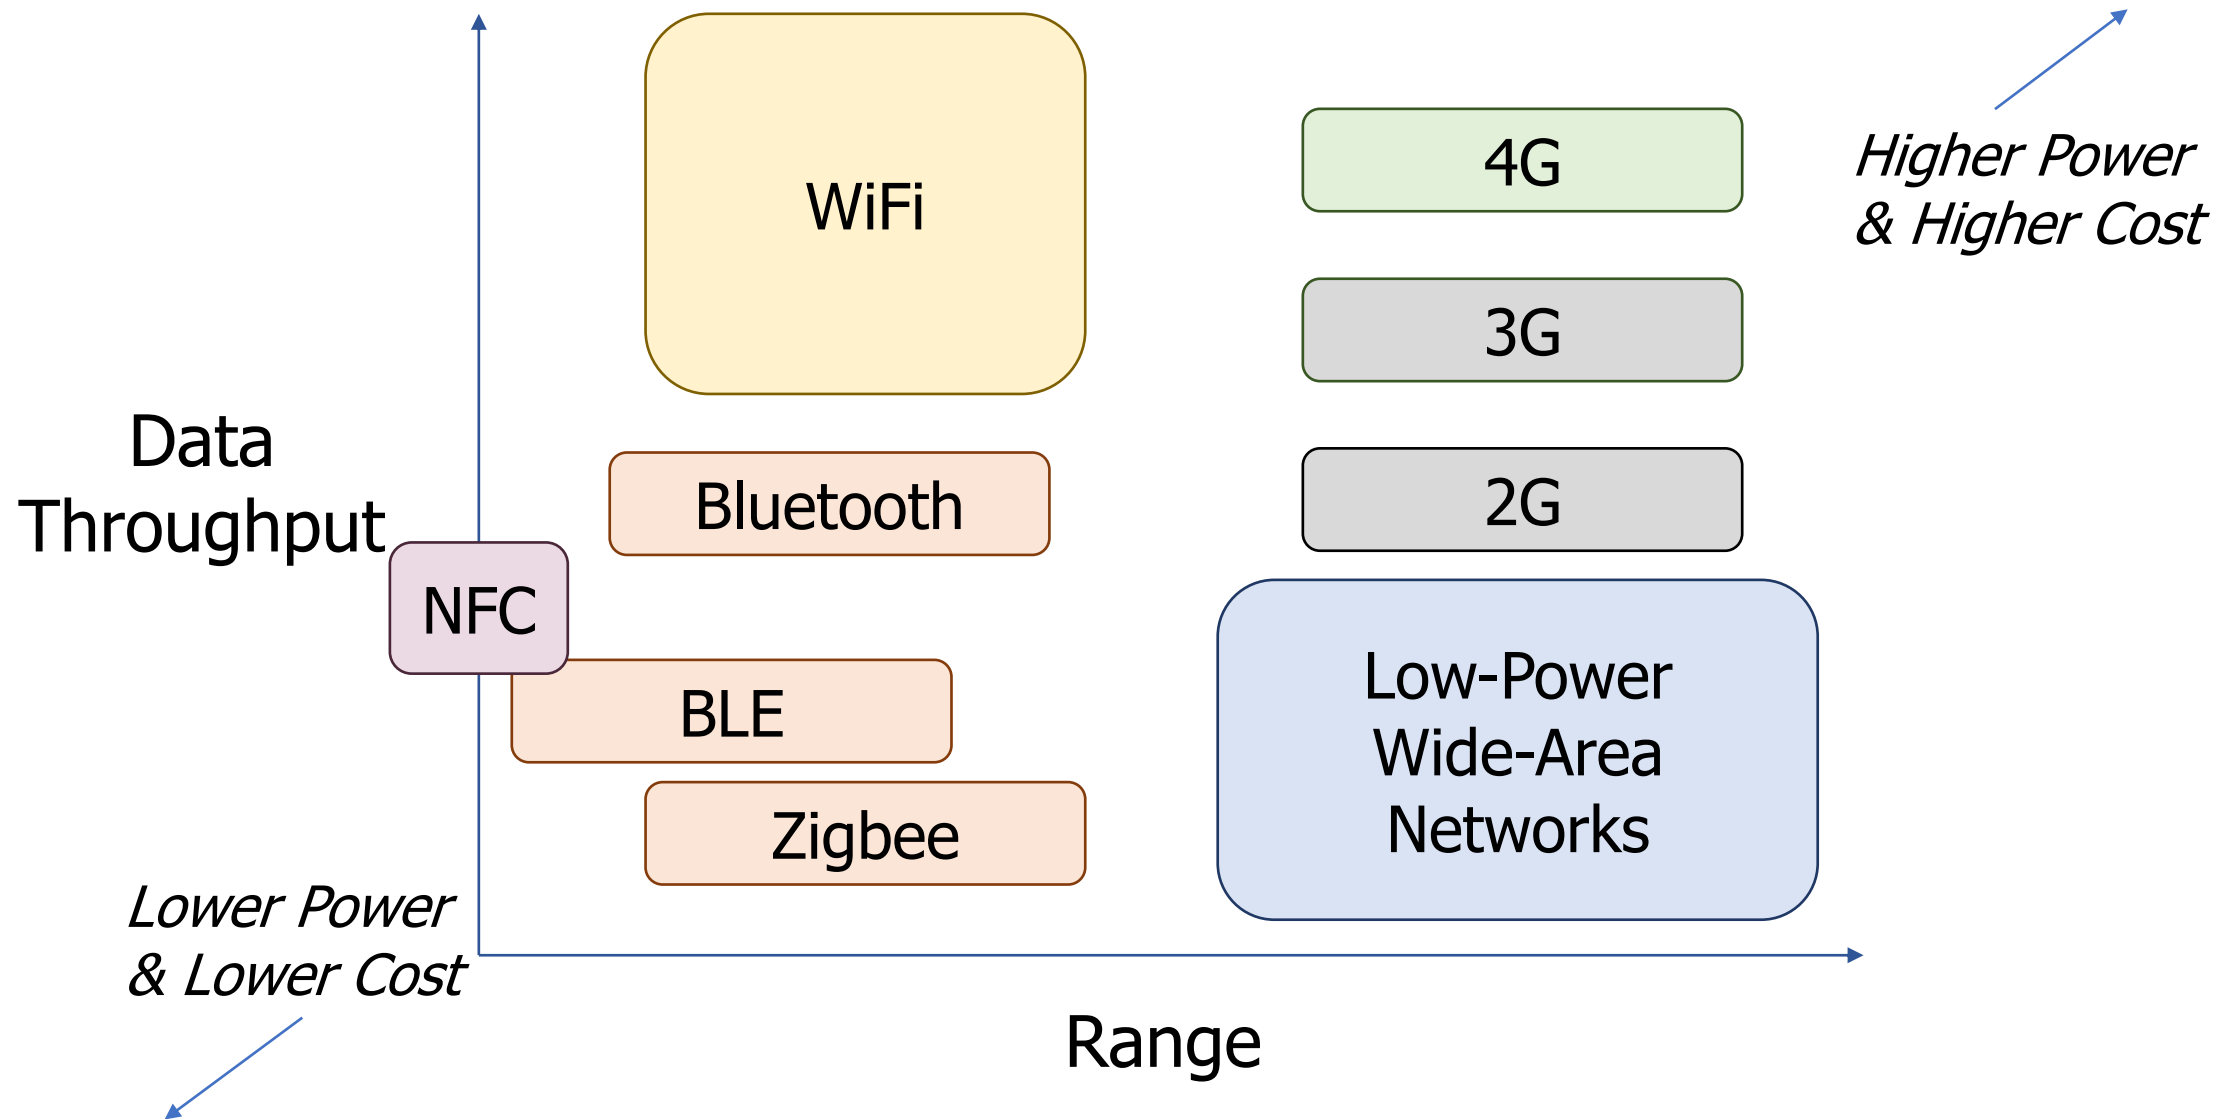 WiFi
4G
Higher Power
& Higher Cost
3G
Data
Throughput
Bluetooth
2G
NFC
BLE
Low-Power
Wide-Area
Networks
Zigbee
Lower Power
& Lower Cost
Range